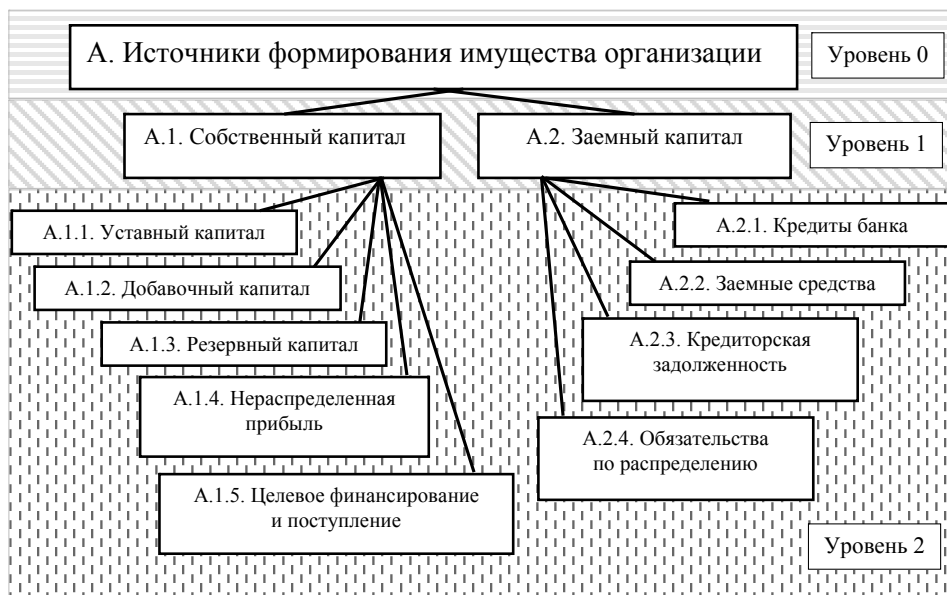 А. Источники формирования имущества организации
Уровень 0
А.1. Собственный капитал
А.2. Заемный капитал
Уровень 1
А.1.1. Уставный капитал
А.2.1. Кредиты банка
А.1.2. Добавочный капитал
А.2.2. Заемные средства
А.1.3. Резервный капитал
А.2.3. Кредиторская
задолженность
А.1.4. Нераспределенная
прибыль
А.2.4. Обязательства
по распределению
А.1.5. Целевое финансирование
и поступление
Уровень 2